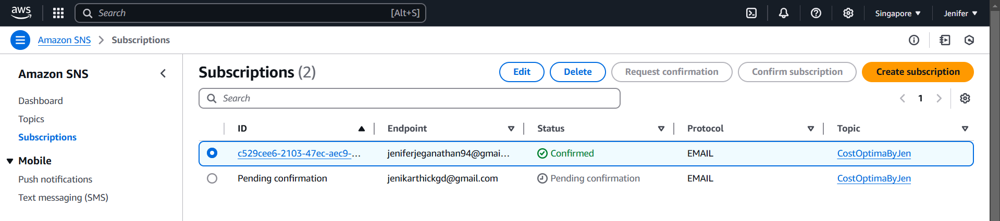 aws Search [Alt+S] Singapore Jenifer
Amazon SNS Subscriptions
Amazon SNS
Dashboard
Topics
Subscriptions
Mobile
Push notifications
Text messaging (SMS)
Subscriptions (2) Edit Delete Request confirmation Confirm subscription Create subscription
Search 1
ID Endpoint Status Protocol Topic
c529cee6-2103-47ec-aec9-... jeniferjeganathan94@gmai... Confirmed EMAIL CostOptimaByJen
Pending confirmation jenikarthickgd@gmail.com Pending confirmation EMAIL CostOptimaByJen